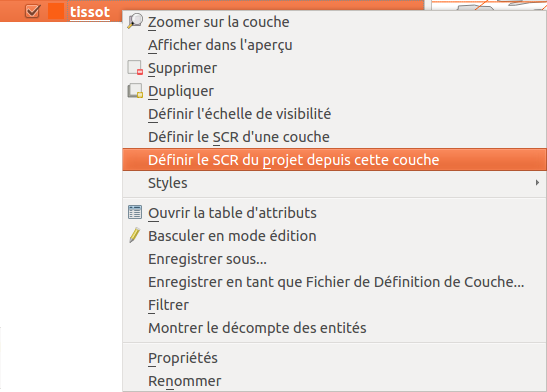 tissot
Zoomer sur la couche
Afficher dans l'aperçu
Supprimer
Dupliquer
Définir l'échelle de visibilité
Définir le SCR d'une couche
Définir le SCR du projet depuis cette couche
Styles
Ouvrir la table d'attributs
Basculer en mode édition
Enregistrer sous...
Enregistrer en tant que Fichier de Définition de Couche...
Filtrer
Montrer le décompte des entités
Propriétés
Renommer